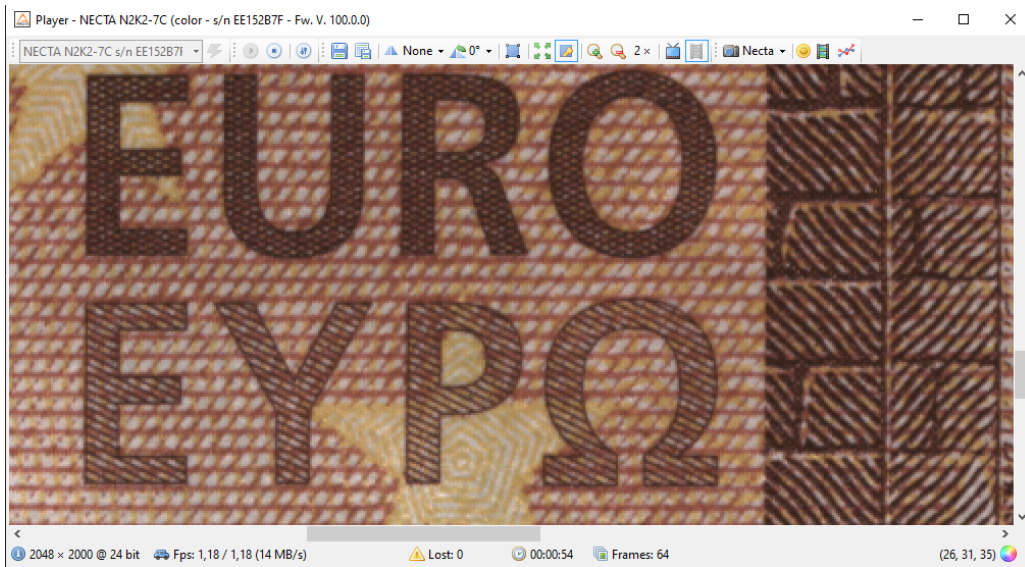 Player - NECTA N2K2-7C (color - s/n EE152B7F - Fw. V. 100.0.0)
NECTA N2K2-7C s/n EE152B7F None 0° 2 × Necta
EURO
ΕΥΡΩ
2048 × 2000 @ 24 bit Fps: 1,18 / 1,18 (14 MB/s) Lost: 0 00:00:54 Frames: 64 (26, 31, 35)